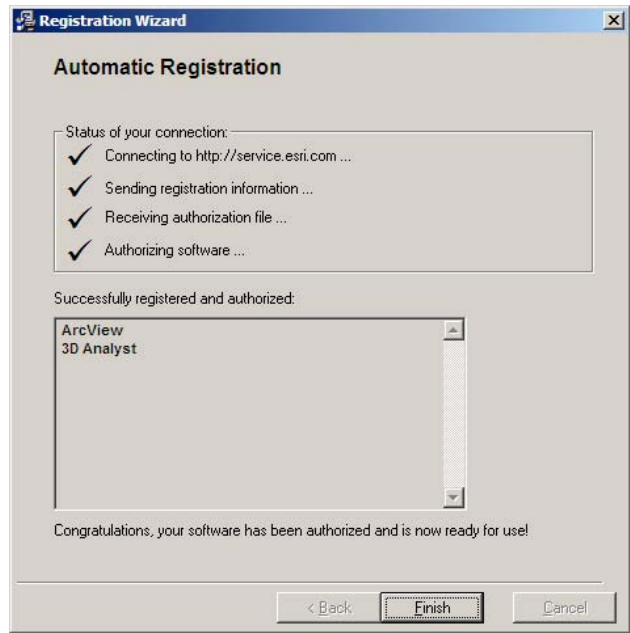 Registration Wizard
Automatic Registration
Status of your connection:
Connecting to http://service.esri.com ...
Sending registration information ...
Receiving authorization file ...
Authorizing software ...
Successfully registered and authorized:
ArcView
3D Analyst
Congratulations, your software has been authorized and is now ready for use!
< Back Finish Cancel